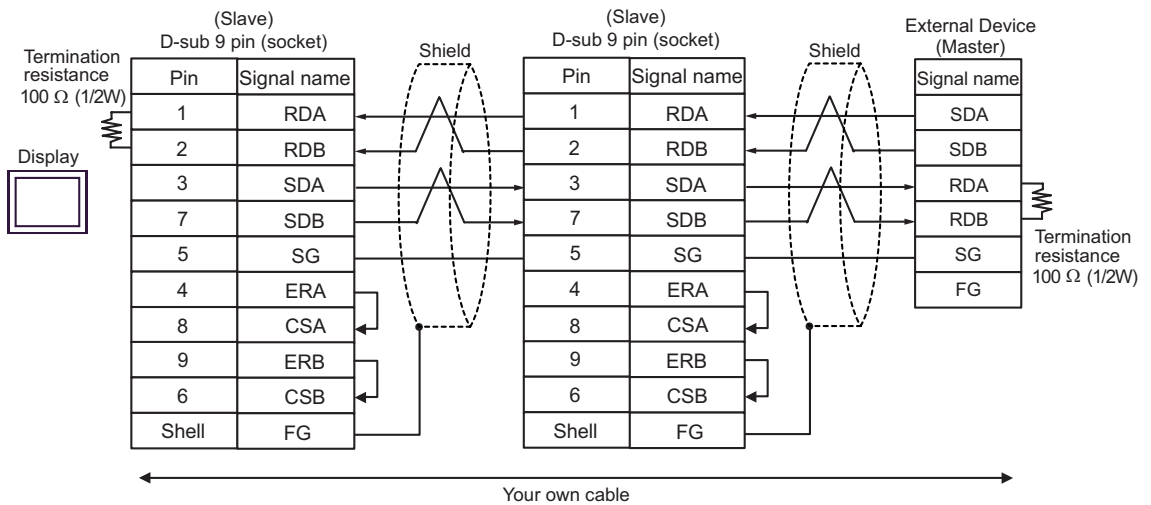 (Slave)
D-sub 9 pin (socket)
(Slave)
D-sub 9 pin (socket)
External Device
(Master)
Termination
resistance
100 Ω (1/2W)
Shield
Shield
Display
Pin Signal name
1 RDA
2 RDB
3 SDA
7 SDB
5 SG
4 ERA
8 CSA
9 ERB
6 CSB
Shell FG
Pin Signal name
1 RDA
2 RDB
3 SDA
7 SDB
5 SG
4 ERA
8 CSA
9 ERB
6 CSB
Shell FG
Signal name
SDA
SDB
RDA
RDB
SG
FG
Termination
resistance
100 Ω (1/2W)
Your own cable